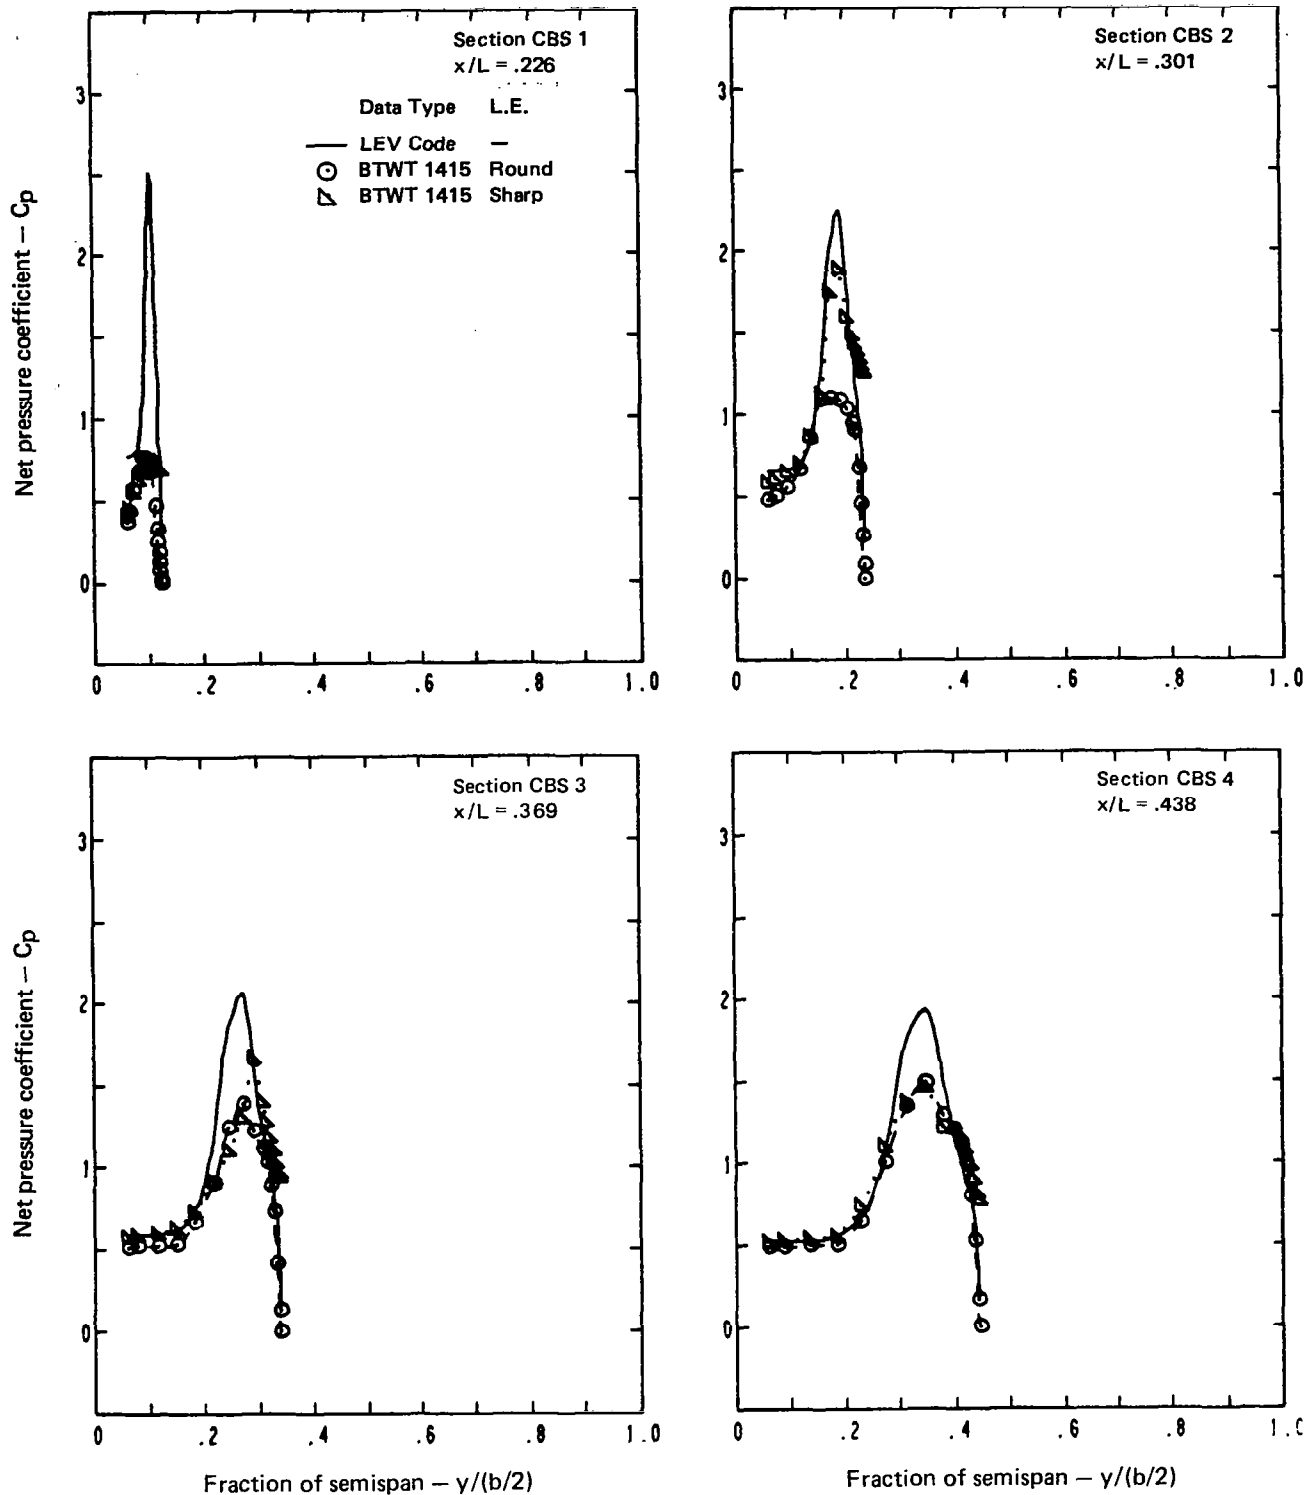 Section CBS 1
x/L = .226
Data Type L.E.
LEV Code –
BTWT 1415 Round
BTWT 1415 Sharp
Net pressure coefficient – Cp
3
2
1
0
0 .2 .4 .6 .8 1.0
Section CBS 2
x/L = .301
3
2
1
0
0 .2 .4 .6 .8 1.0
Section CBS 3
x/L = .369
Net pressure coefficient – Cp
3
2
1
0
0 .2 .4 .6 .8 1.0
Fraction of semispan – y/(b/2)
Section CBS 4
x/L = .438
3
2
1
0
0 .2 .4 .6 .8 1.0
Fraction of semispan – y/(b/2)